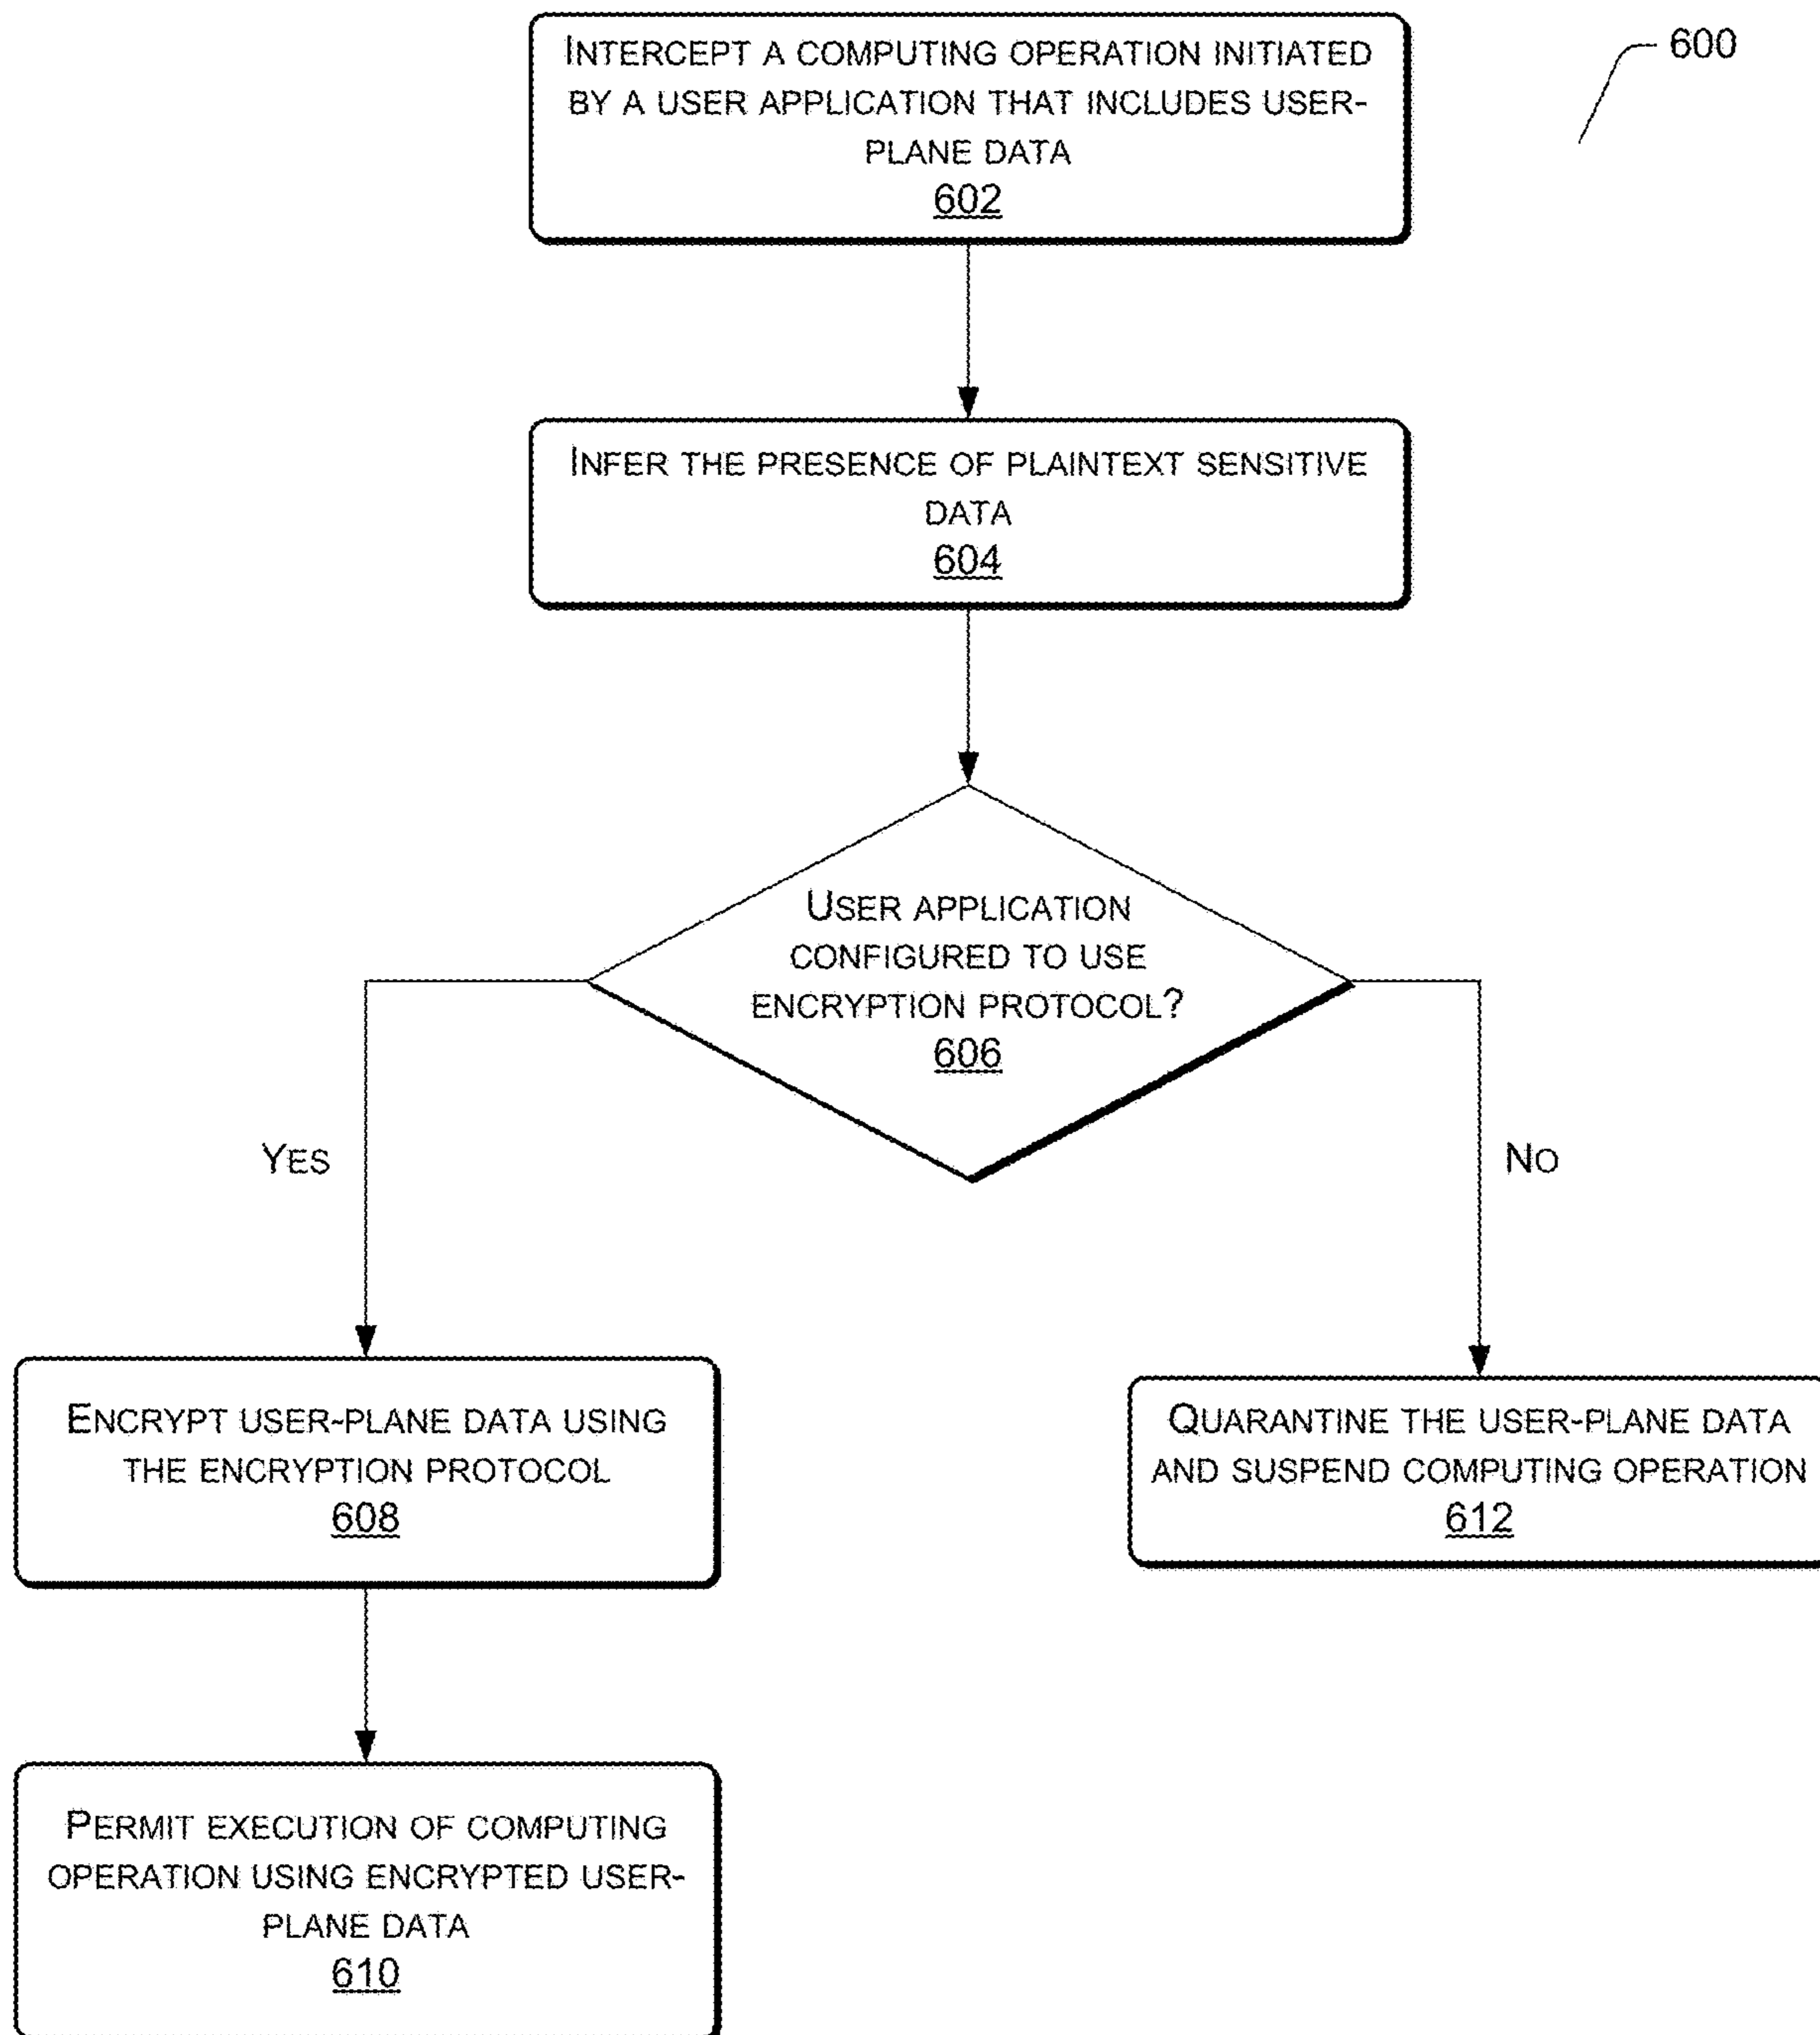 INTERCEPT A COMPUTING OPERATION INITIATED
BY A USER APPLICATION THAT INCLUDES USER-
PLANE DATA
602
600
INFER THE PRESENCE OF PLAINTEXT SENSITIVE
DATA
604
USER APPLICATION
CONFIGURED TO USE
ENCRYPTION PROTOCOL?
606
YES
NO
ENCRYPT USER-PLANE DATA USING
THE ENCRYPTION PROTOCOL
608
QUARANTINE THE USER-PLANE DATA
AND SUSPEND COMPUTING OPERATION
612
PERMIT EXECUTION OF COMPUTING
OPERATION USING ENCRYPTED USER-
PLANE DATA
610